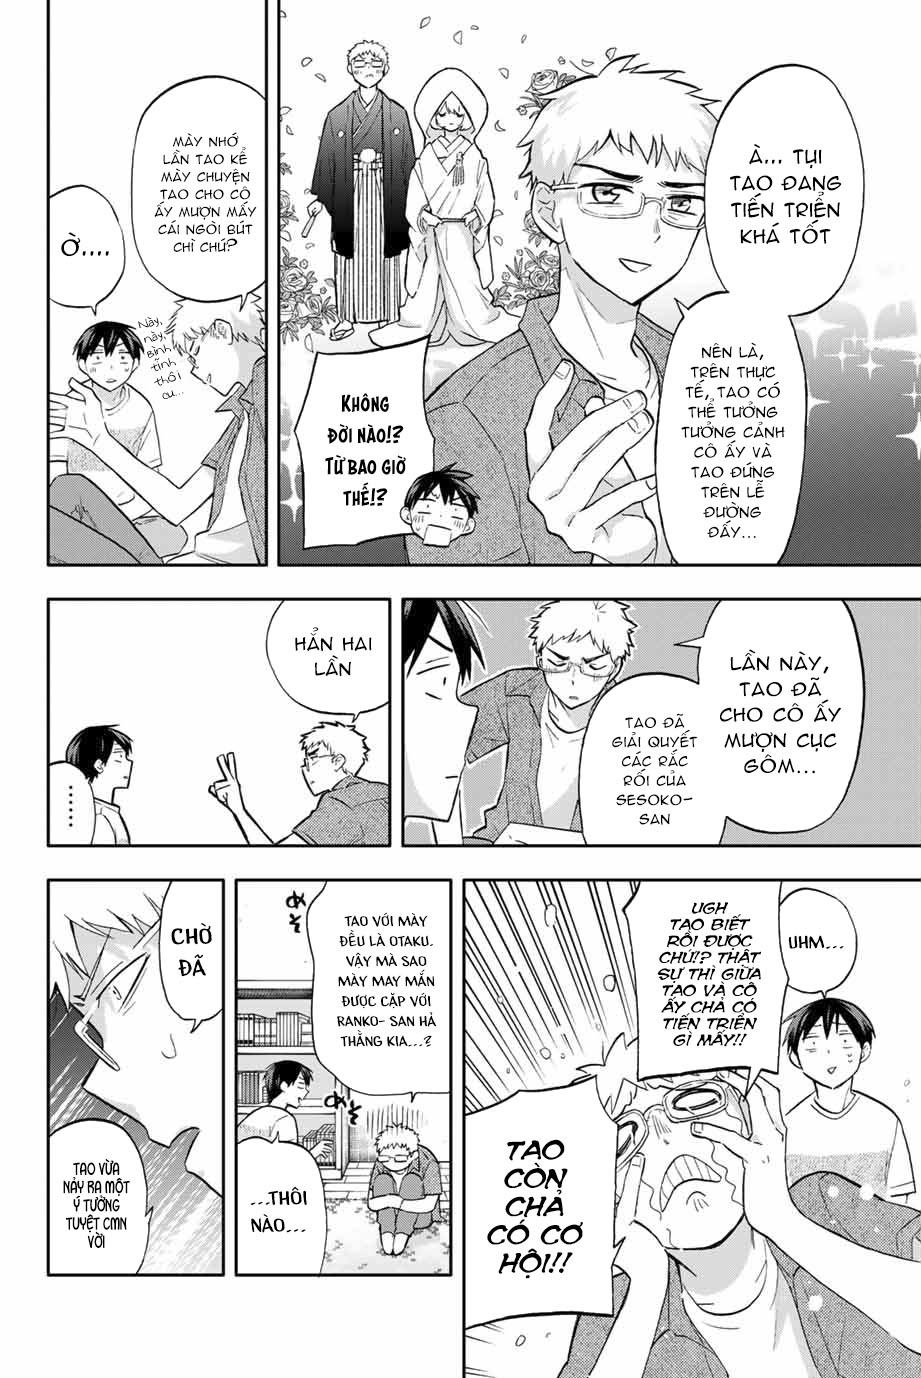 À... TỤI
TAO ĐANG
TIẾN TRIỂN
KHÁ TỐT
NÊN LÀ,
TRÊN THỰC
TẾ, TAO CÓ
THỂ TƯỞNG
TƯỢNG CẢNH
CÔ ẤY VÀ
TAO ĐỨNG
TRÊN LỄ
ĐƯỜNG
ĐẤY...
KHÔNG
ĐỜI NÀO!?
TỪ BAO GIỜ
THẾ!?
MÀY NHỚ
LẦN TAO KỂ
MÀY CHUYỆN
TAO CHO CÔ
ẤY MƯỢN MẤY
CÁI NGÒI BÚT
CHÌ CHỨ?
Này,
này,
Bình
tĩnh
thôi
cu...
Ờ....
LẦN NÀY,
TAO ĐÃ
CHO CÔ ẤY
MƯỢN CỤC
GÔM...
TAO ĐÃ
GIẢI QUYẾT
CÁC RẮC
RỐI CỦA
SESOKO-
SAN
HẲN HAI
LẦN
......
UHM...
UGH
TAO BIẾT
RỒI ĐƯỢC
CHỨ!? THẬT
SỰ THÌ GIỮA
TAO VÀ CÔ
ẤY CHẢ CÓ
TIẾN TRIỂN
GÌ MẤY!!
TAO
CÒN
CHẢ
CÓ CƠ
HỘI!!
TAO VỚI MÀY
ĐỀU LÀ OTAKU.
VẬY MÀ SAO
MÀY MAY MẮN
ĐƯỢC CẶP VỚI
RANKO- SAN HẢ
THẰNG KIA...?
めそ
めそ
...THÔI
NÀO...
CHỜ
ĐÃ
TAO VỪA
NẢY RA MỘT
Ý TƯỞNG
TUYỆT CMN
VỜI